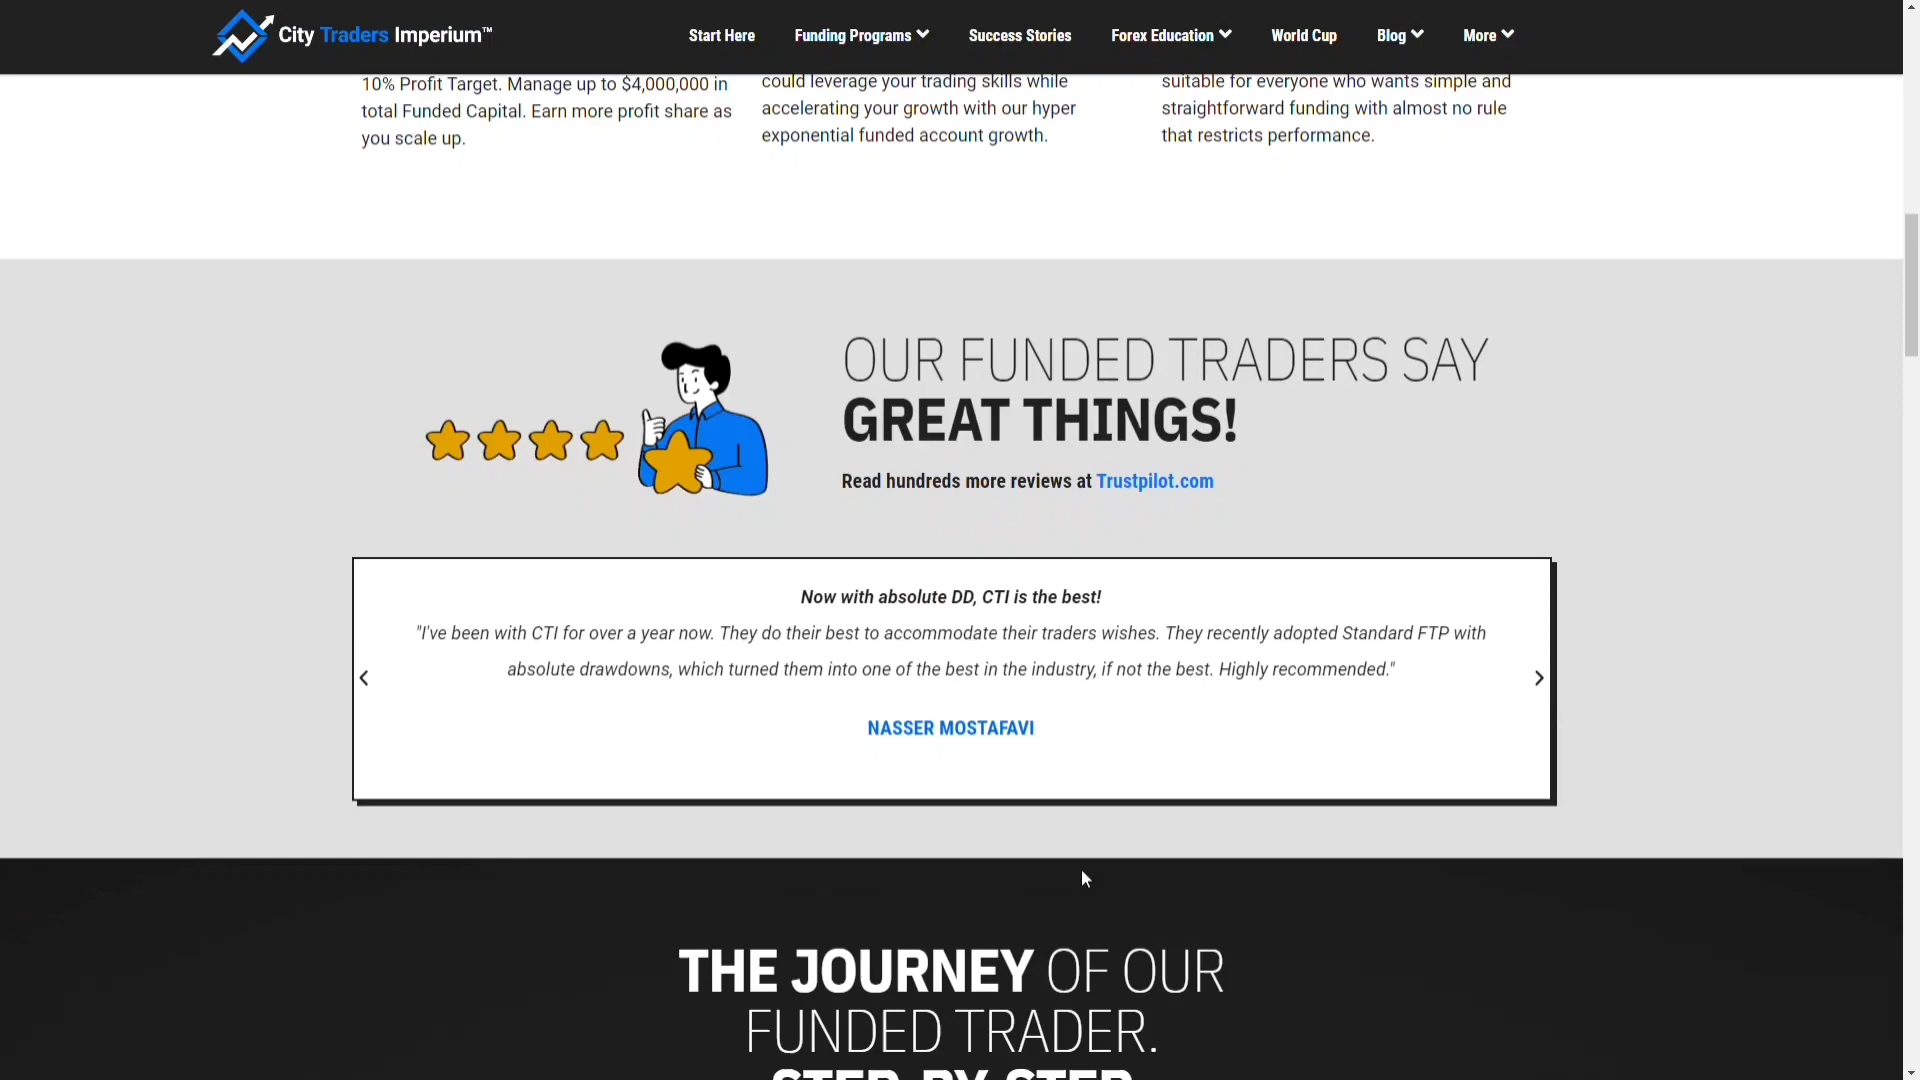 City Traders Imperium™
Start Here
Funding Programs
Success Stories
Forex Education
World Cup
Blog
More
10% Profit Target. Manage up to $4,000,000 in
total Funded Capital. Earn more profit share as
you scale up.
could leverage your trading skills while
accelerating your growth with our hyper
exponential funded account growth.
suitable for everyone who wants simple and
straightforward funding with almost no rule
that restricts performance.
OUR FUNDED TRADERS SAY
GREAT THINGS!
Read hundreds more reviews at Trustpilot.com
Now with absolute DD, CTI is the best!
"I've been with CTI for over a year now. They do their best to accommodate their traders wishes. They recently adopted Standard FTP with
absolute drawdowns, which turned them into one of the best in the industry, if not the best. Highly recommended."
NASSER MOSTAFAVI
THE JOURNEY OF OUR
FUNDED TRADER.
STEP-BY-STEP